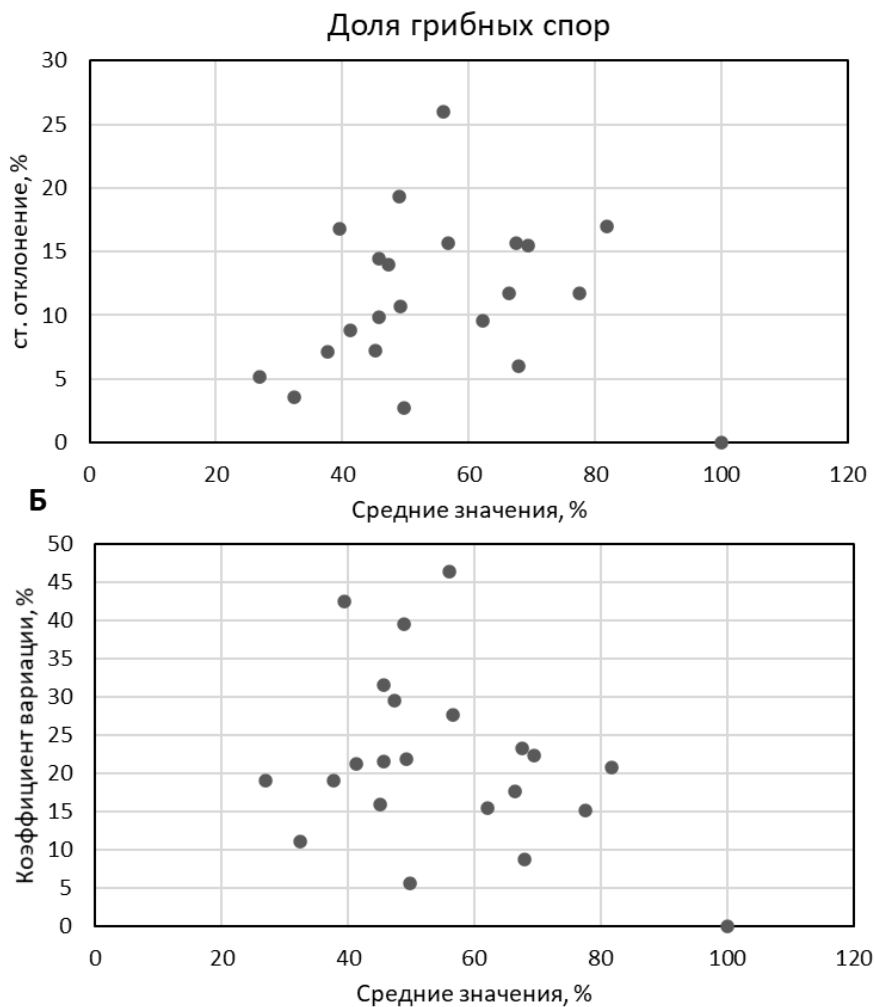 Доля грибных спор
30
25
20
15
10
5
0
ст. отклонение, %
0 20 40 60 80 100 120
Средние значения, %
Б
50
45
40
35
30
25
20
15
10
5
0
Коэффициент вариации, %
0 20 40 60 80 100 120
Средние значения, %